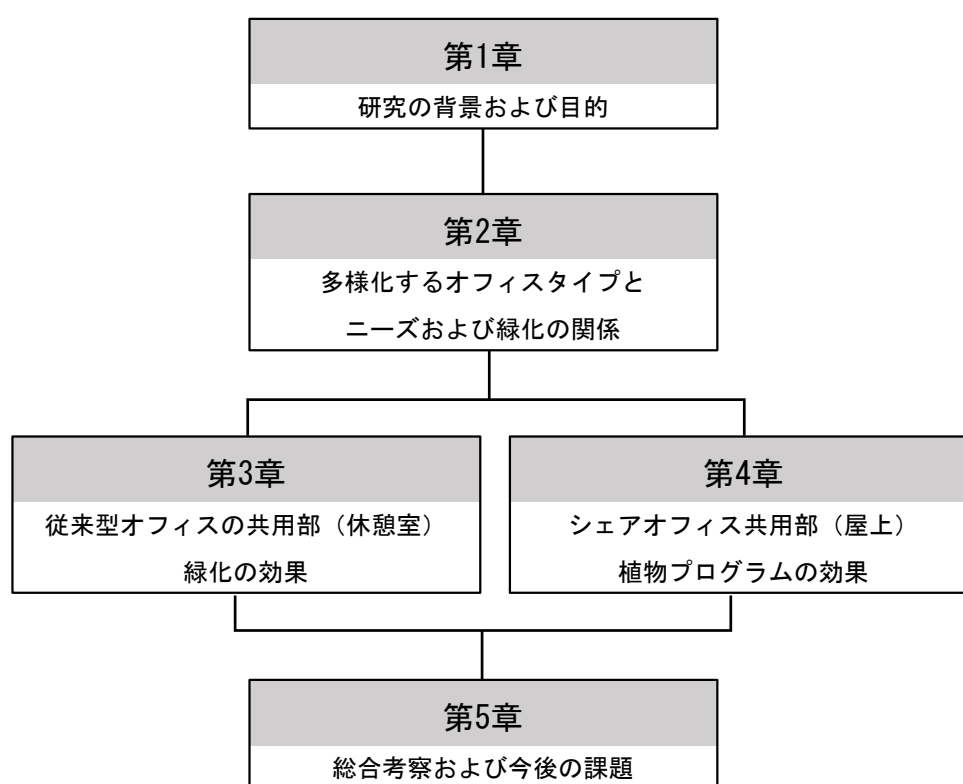 第1章
研究の背景および目的
第2章
多様化するオフィスタイプと
ニーズおよび緑化の関係
第3章
従来型オフィスの共用部（休憩室）
緑化の効果
第4章
シェアオフィス共用部（屋上）
植物プログラムの効果
第5章
総合考察および今後の課題